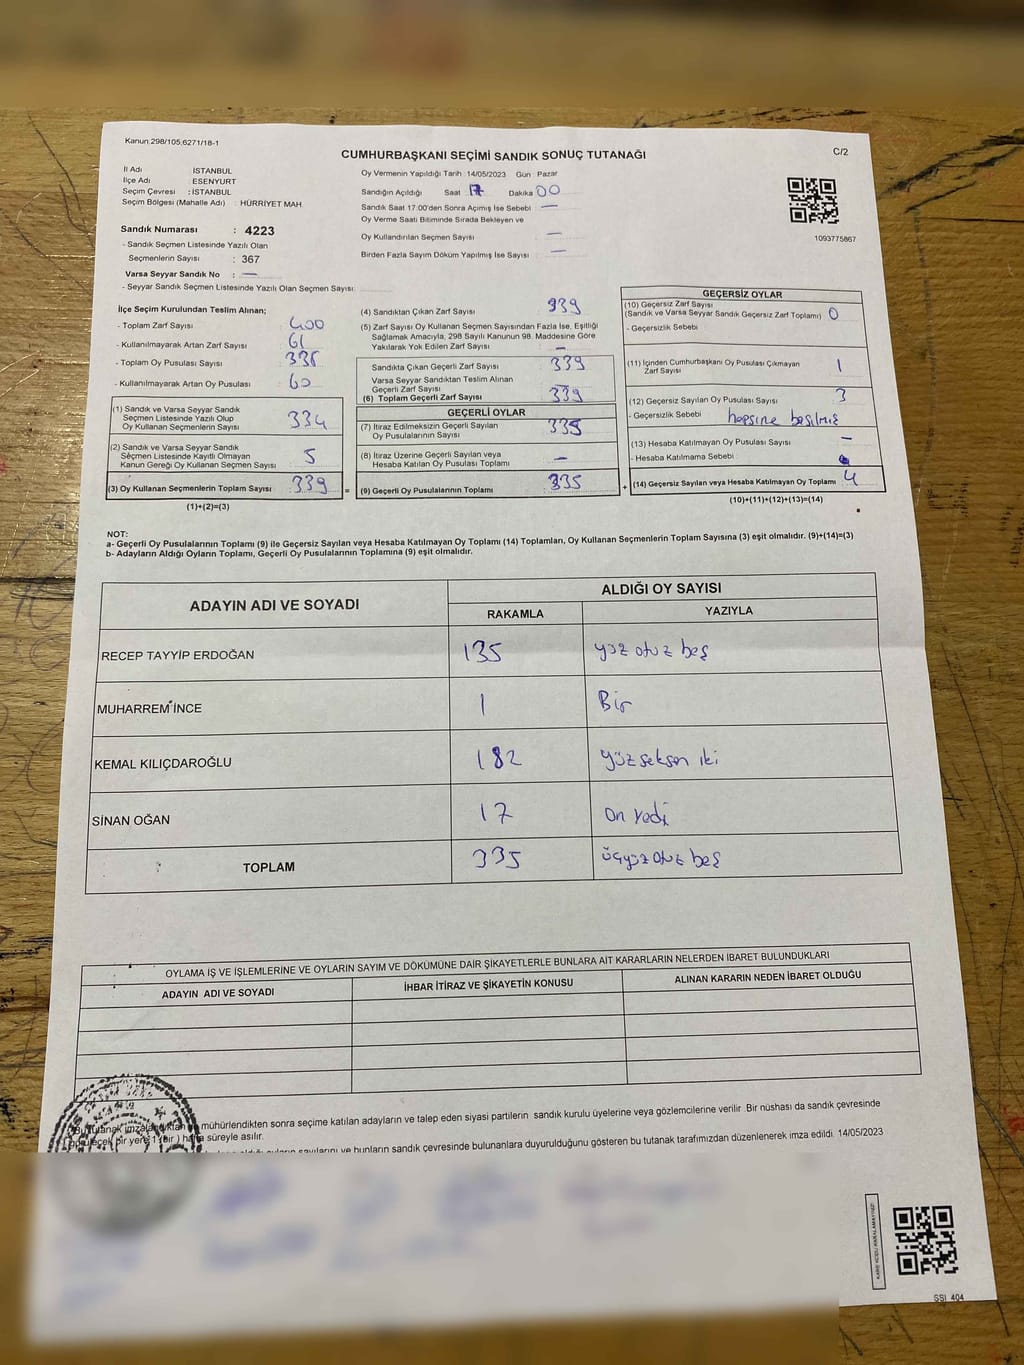 Kanun:298/105,6271/18-1
CUMHURBAŞKANI SEÇİMİ SANDIK SONUÇ TUTANAĞI
C/2
İl Adı İSTANBUL
İlçe Adı : ESENYURT
Seçim Çevresi : İSTANBUL
Seçim Bölgesi (Mahalle Adı) : HÜRRİYET MAH.
Sandık Numarası : 4223
- Sandık Seçmen Listesinde Yazılı Olan
Seçmenlerin Sayısı : 367
Varsa Seyyar Sandık No : —
- Seyyar Sandık Seçmen Listesinde Yazılı Olan Seçmen Sayısı:
Oy Vermenin Yapıldığı Tarih :14/05/2023 Gün : Pazar
Sandığın Açıldığı Saat 17 Dakika 00
Sandık Saat 17:00'den Sonra Açımış İse Sebebi —
Oy Verme Saati Bitiminde Sırada Bekleyen ve
Oy Kullandırılan Seçmen Sayısı —
Birden Fazla Sayım Döküm Yapılmış İse Sayısı —
1093775867
İlçe Seçim Kurulundan Teslim Alınan;
- Toplam Zarf Sayısı 400
- Kullanılmayarak Artan Zarf Sayısı 61
- Toplam Oy Pusulası Sayısı
- Kullanılmayarak Artan Oy Pusulası 60
(1) Sandık ve Varsa Seyyar Sandık
Seçmen Listesinde Yazılı Olup
Oy Kullanan Seçmenlerin Sayısı 334
(2) Sandık ve Varsa Seyyar Sandık
Seçmen Listesinde Kayıtlı Olmayan
Kanun Gereği Oy Kullanan Seçmen Sayısı 5
(3) Oy Kullanan Seçmenlerin Toplam Sayısı 339 =
(1)+(2)=(3)
(4) Sandıktan Çıkan Zarf Sayısı 339
(5) Zarf Sayısı Oy Kullanan Seçmen Sayısından Fazla İse, Eşitliği
Sağlamak Amacıyla, 298 Sayılı Kanunun 98. Maddesine Göre
Yakılarak Yok Edilen Zarf Sayısı —
Sandıkta Çıkan Geçerli Zarf Sayısı 339
Varsa Seyyar Sandıktan Teslim Alınan
Geçerli Zarf Sayısı —
(6) Toplam Geçerli Zarf Sayısı 339
GEÇERLİ OYLAR
(7) İtiraz Edilmeksizin Geçerli Sayılan
Oy Pusulalarının Sayısı 335
(8) İtiraz Üzerine Geçerli Sayılan veya
Hesaba Katılan Oy Pusulası Toplamı —
(9) Geçerli Oy Pusulalarının Toplamı 335 +
GEÇERSİZ OYLAR
(10) Geçersiz Zarf Sayısı
(Sandık ve Varsa Seyyar Sandık Geçersiz Zarf Toplamı) 0
- Geçersizlik Sebebi
(11) İçinden Cumhurbaşkanı Oy Pusulası Çıkmayan
Zarf Sayısı 1
(12) Geçersiz Sayılan Oy Pusulası Sayısı 3
- Geçersizlik Sebebi hepsine basılmış
(13) Hesaba Katılmayan Oy Pusulası Sayısı —
- Hesaba Katılmama Sebebi
(14) Geçersiz Sayılan veya Hesaba Katılmayan Oy Toplamı 4
(10)+(11)+(12)+(13)=(14)
NOT:
a- Geçerli Oy Pusulalarının Toplamı (9) ile Geçersiz Sayılan veya Hesaba Katılmayan Oy Toplamı (14) Toplamları, Oy Kullanan Seçmenlerin Toplam Sayısına (3) eşit olmalıdır. (9)+(14)=(3)
b- Adayların Aldığı Oyların Toplamı, Geçerli Oy Pusulalarının Toplamına (9) eşit olmalıdır.
ADAYIN ADI VE SOYADI
ALDIĞI OY SAYISI
RAKAMLA YAZIYLA
RECEP TAYYİP ERDOĞAN 135 yüz otuz beş
MUHARREM İNCE 1 Bir
KEMAL KILIÇDAROĞLU 182 yüz seksen iki
SİNAN OĞAN 17 on yedi
TOPLAM 335 üçyüz otuz beş
OYLAMA İŞ VE İŞLEMLERİNE VE OYLARIN SAYIM VE DÖKÜMÜNE DAİR ŞİKAYETLERLE BUNLARA AİT KARARLARIN NELERDEN İBARET BULUNDUKLARI
ADAYIN ADI VE SOYADI İHBAR İTİRAZ VE ŞİKAYETİN KONUSU ALINAN KARARIN NEDEN İBARET OLDUĞU
mühürlendikten sonra seçime katılan adayların ve talep eden siyasi partilerin sandık kurulu üyelerine veya gözlemcilerine verilir. Bir nüshası da sandık çevresinde
bir yere 1 (bir) hafta süreyle asılır.
sayılarını ve bunların sandık çevresinde bulunanlara duyurulduğunu gösteren bu tutanak tarafımızdan düzenlenerek imza edildi. 14/05/2023
SSI_404